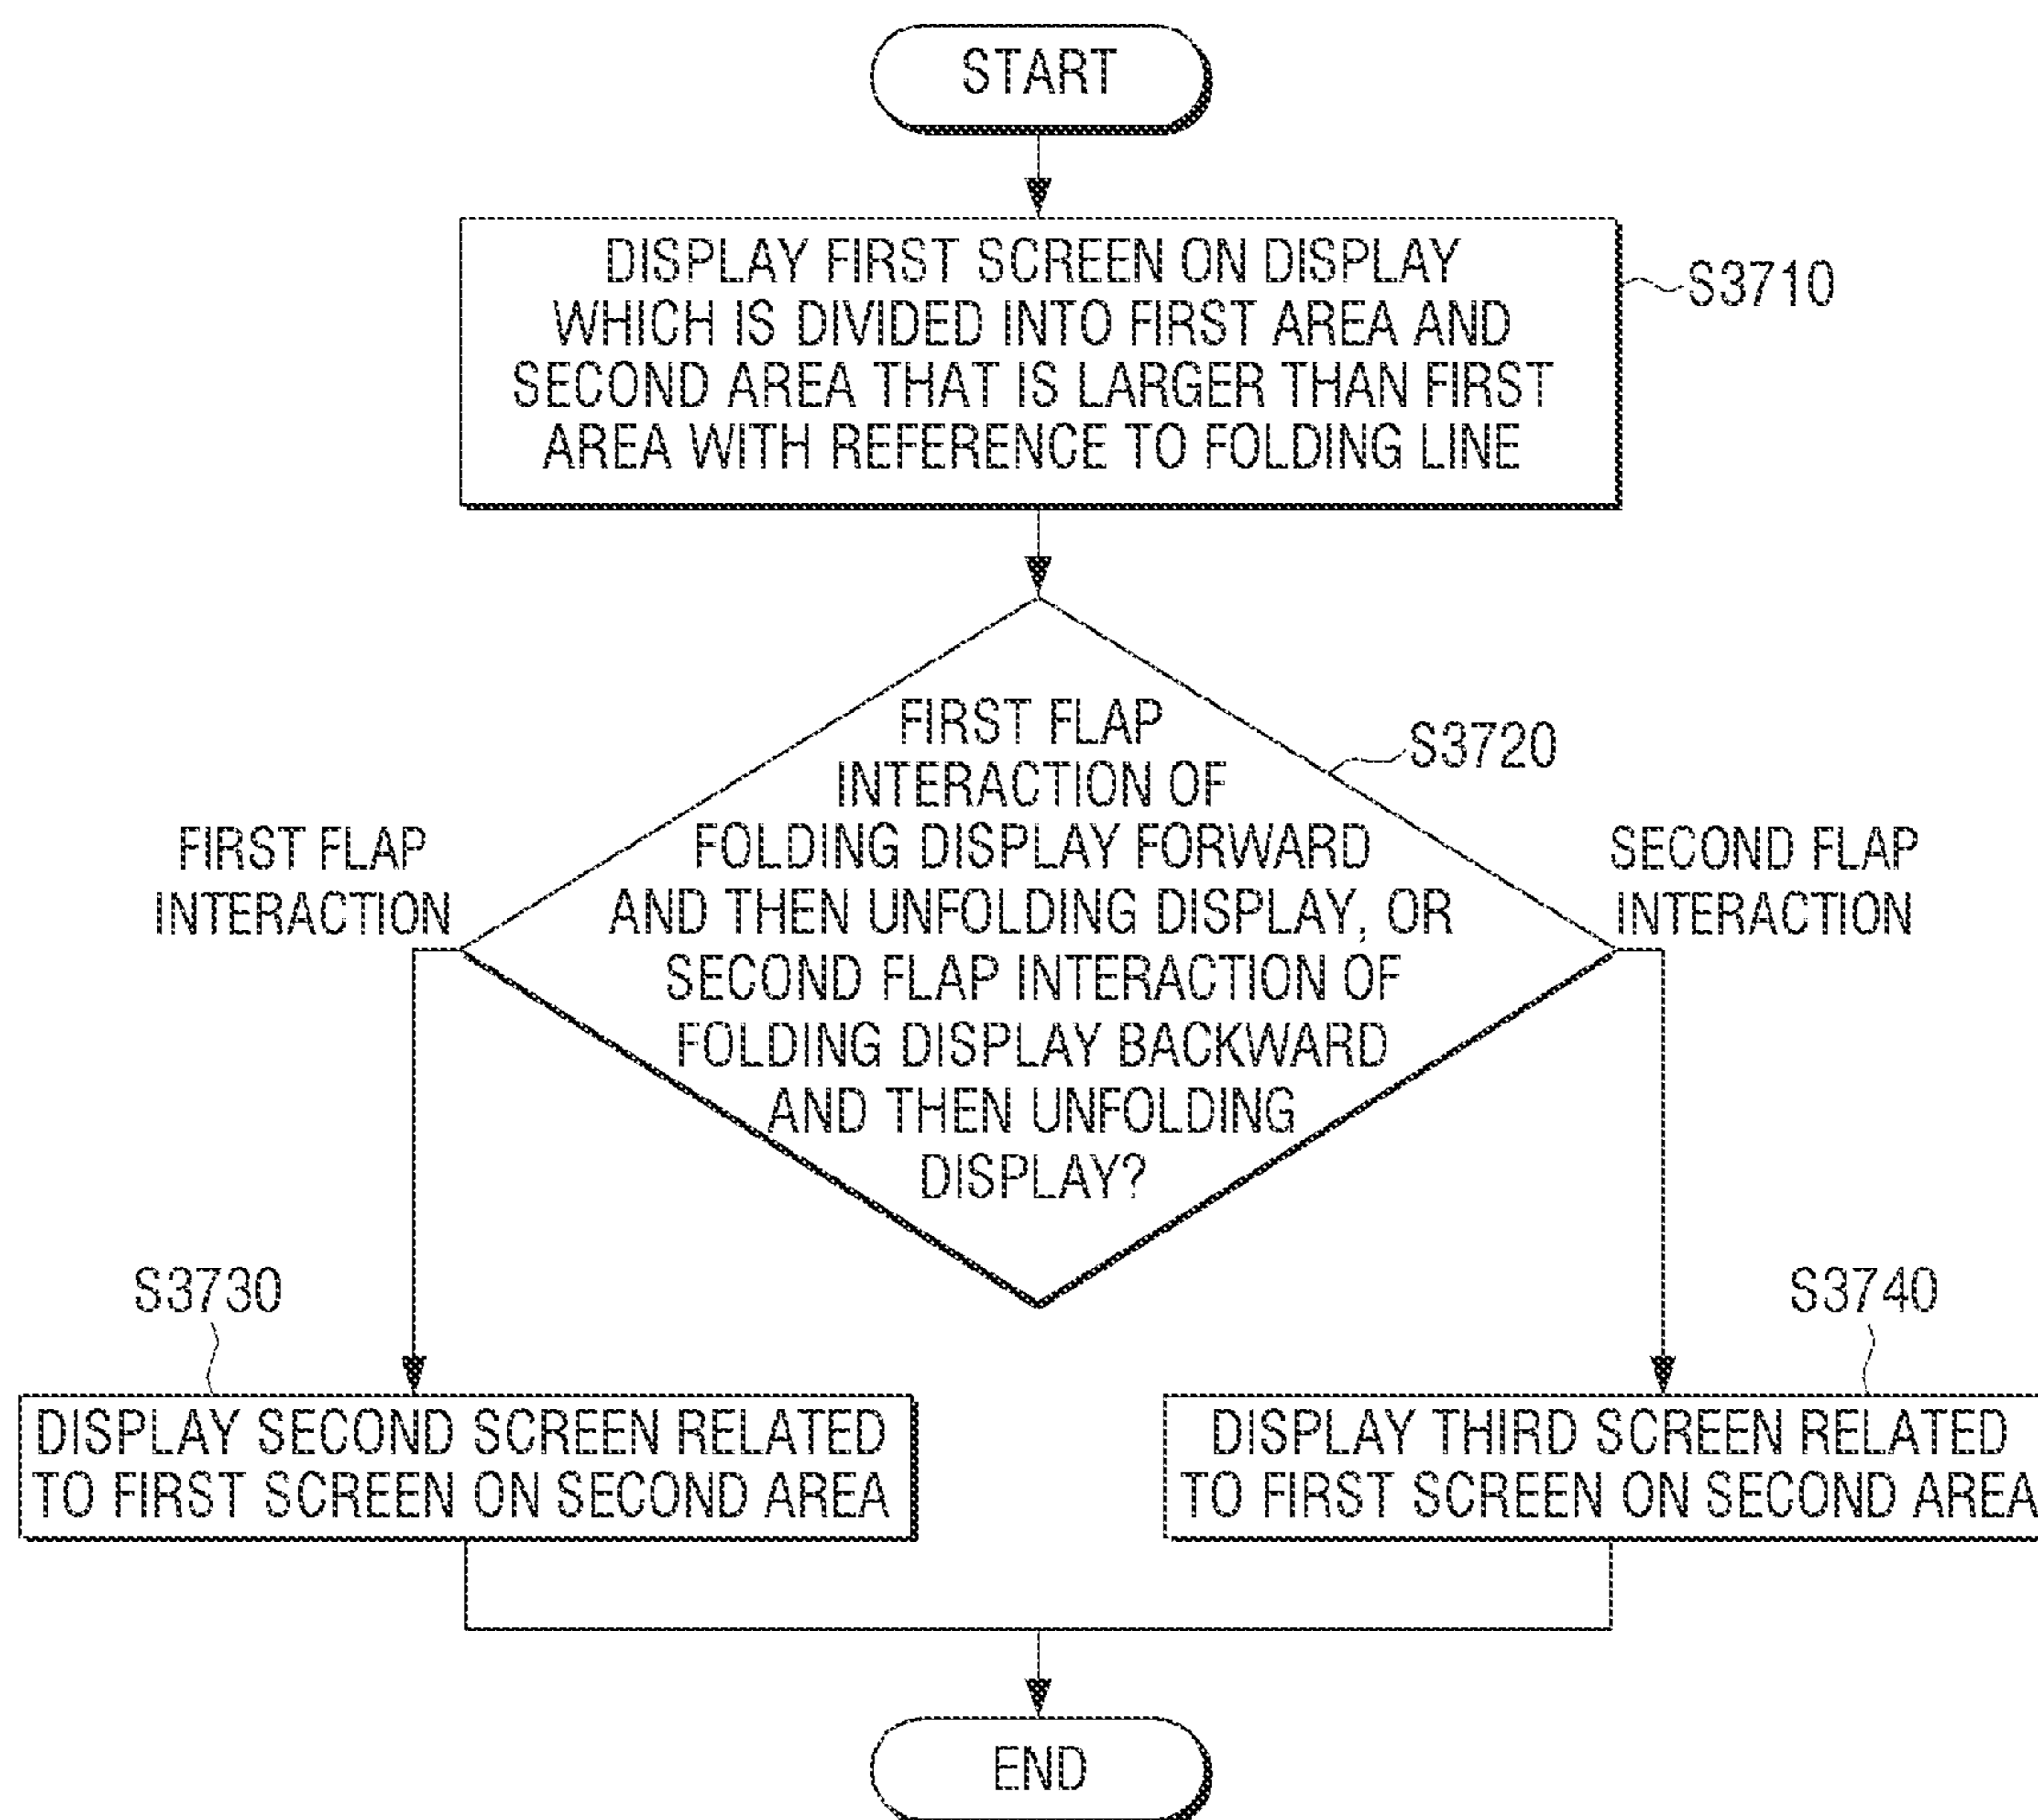 START
DISPLAY FIRST SCREEN ON DISPLAY
WHICH IS DIVIDED INTO FIRST AREA AND
SECOND AREA THAT IS LARGER THAN FIRST
AREA WITH REFERENCE TO FOLDING LINE
S3710
FIRST FLAP
INTERACTION OF
FOLDING DISPLAY FORWARD
AND THEN UNFOLDING DISPLAY, OR
SECOND FLAP INTERACTION OF
FOLDING DISPLAY BACKWARD
AND THEN UNFOLDING
DISPLAY?
S3720
FIRST FLAP
INTERACTION
SECOND FLAP
INTERACTION
S3730
DISPLAY SECOND SCREEN RELATED
TO FIRST SCREEN ON SECOND AREA
S3740
DISPLAY THIRD SCREEN RELATED
TO FIRST SCREEN ON SECOND AREA
END